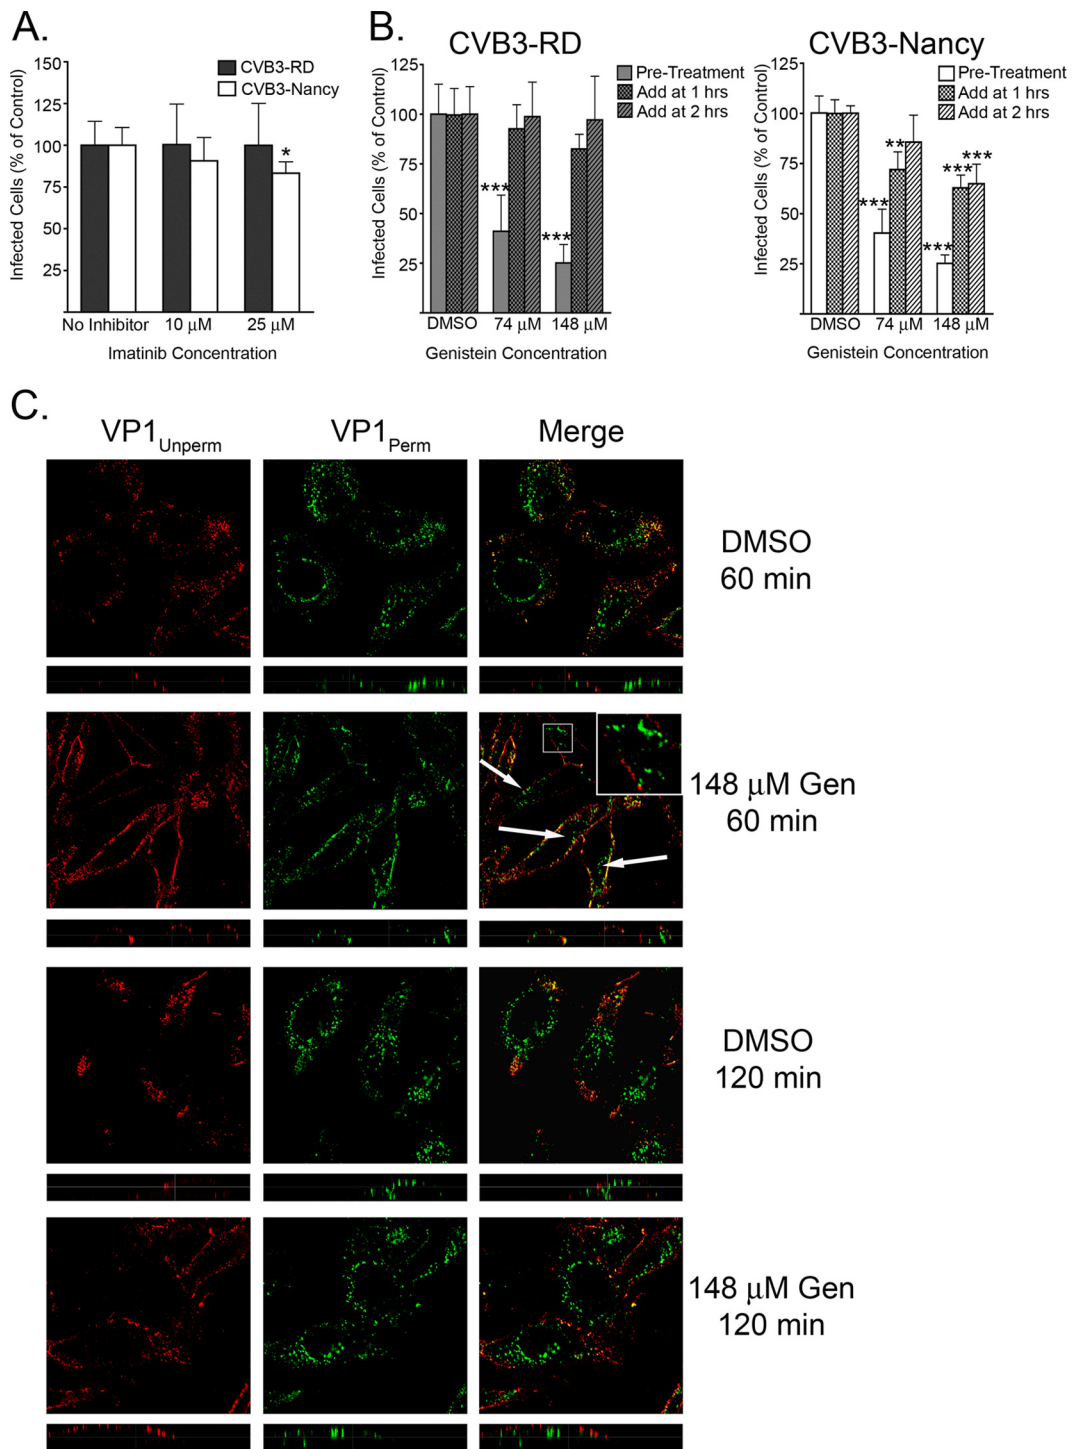 A.
150
125
100
75
50
25
Infected Cells (% of Control)
CVB3-RD
CVB3-Nancy
*
No Inhibitor 10 μM 25 μM
Imatinib Concentration
B.
CVB3-RD
125
100
75
50
25
Infected Cells (% of Control)
Pre-Treatment
Add at 1 hrs
Add at 2 hrs
***
***
DMSO 74 μM 148 μM
Genistein Concentration
CVB3-Nancy
125
100
75
50
25
Infected Cells (% of Control)
Pre-Treatment
Add at 1 hrs
Add at 2 hrs
**
***
***
***
***
DMSO 74 μM 148 μM
Genistein Concentration
C.
VP1Unperm VP1Perm Merge
DMSO
60 min
148 μM Gen
60 min
DMSO
120 min
148 μM Gen
120 min